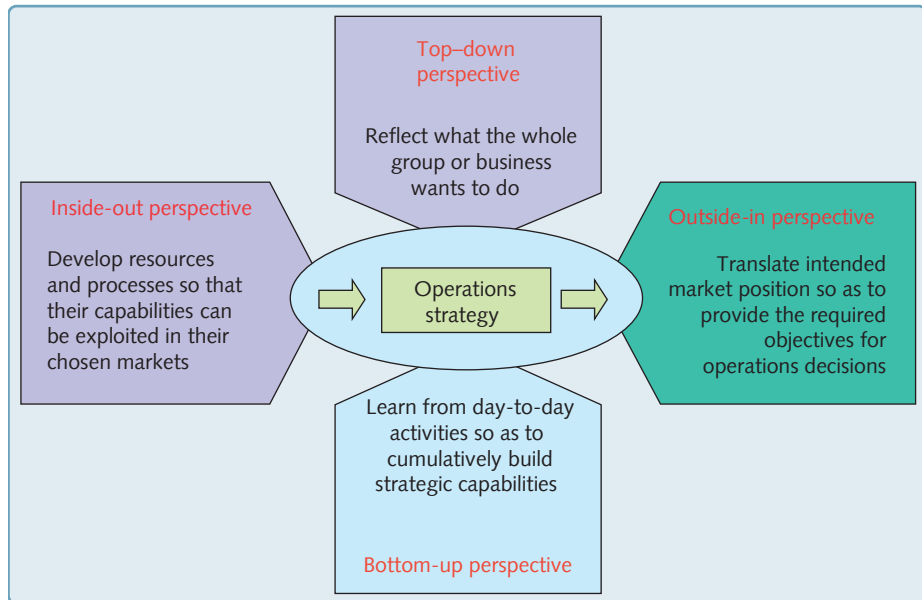 Top–down
perspective
Reflect what the whole
group or business
wants to do
Inside-out perspective
Develop resources
and processes so that
their capabilities can
be exploited in their
chosen markets
Operations
strategy
Outside-in perspective
Translate intended
market position so as to
provide the required
objectives for
operations decisions
Learn from day-to-day
activities so as to
cumulatively build
strategic capabilities
Bottom-up perspective